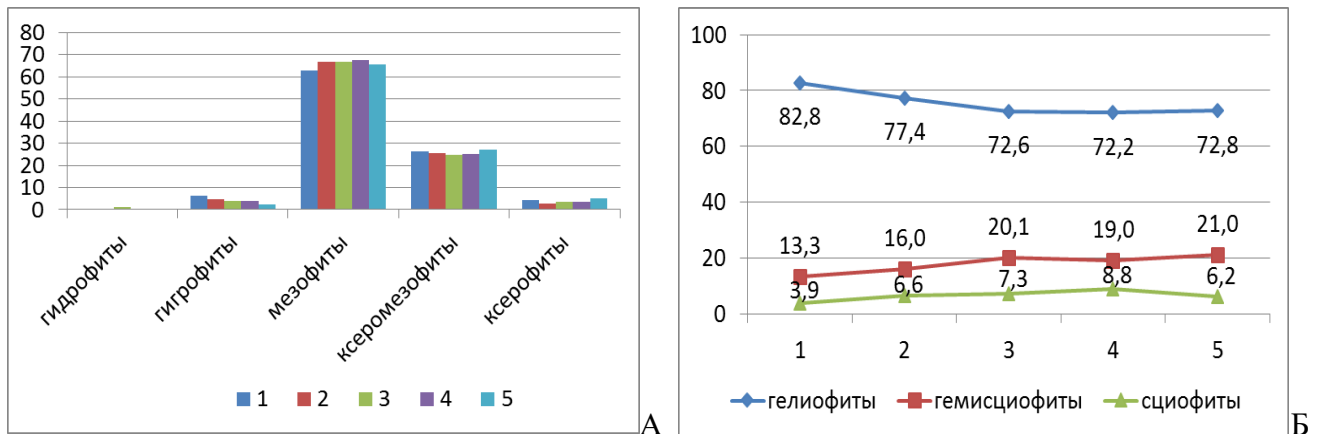 80
70
60
50
40
30
20
10
0
гидрофиты
гигрофиты
мезофиты
ксеромезофиты
ксерофиты
1 2 3 4 5
А
100
80
60
40
20
0
82,8 77,4 72,6 72,2 72,8
13,3 16,0 20,1 19,0 21,0
3,9 6,6 7,3 8,8 6,2
1 2 3 4 5
гелиофиты гемисциофиты сциофиты
Б